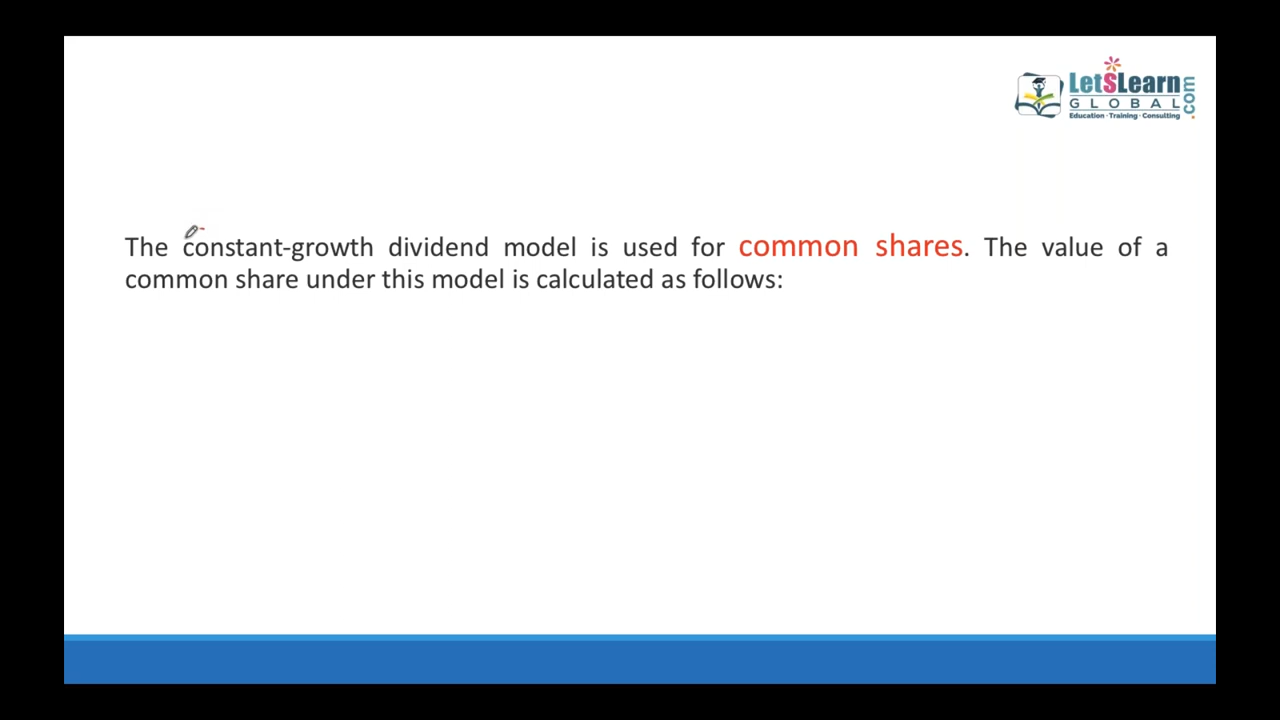 LetSLearn
GLOBAL
.com
Education · Training · Consulting
The constant-growth dividend model is used for common shares. The value of a
common share under this model is calculated as follows: